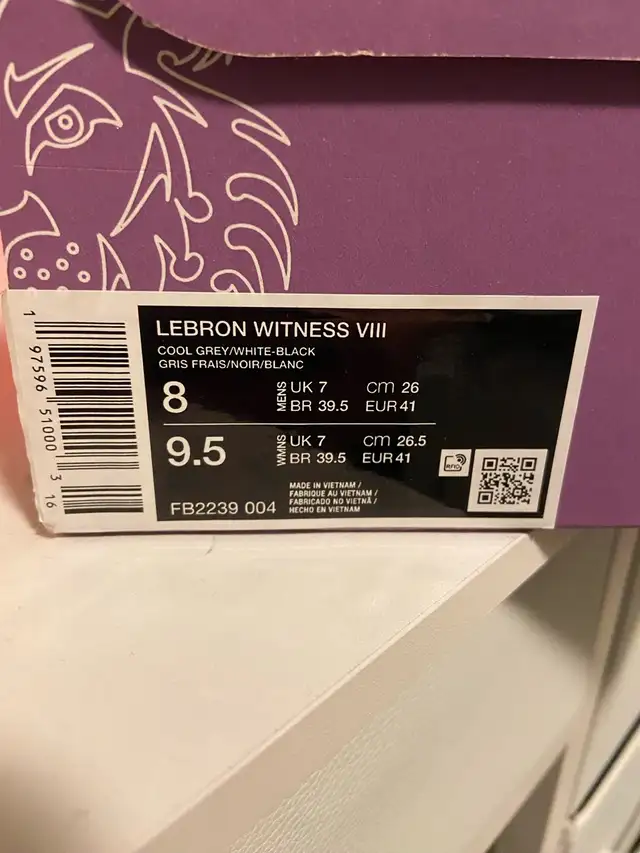 LEBRON WITNESS VIII
COOL GREY/WHITE-BLACK
GRIS FRAIS/NOIR/BLANC
8 MENS UK 7 cm 26
BR 39.5 EUR 41
9.5 WMNS UK 7 cm 26.5
BR 39.5 EUR 41
MADE IN VIETNAM /
FABRIQUE AU VIETNAM /
FABRICADO NO VIETNÃ /
HECHO EN VIETNAM
FB2239 004
RFID
1 97596 51000 3 16